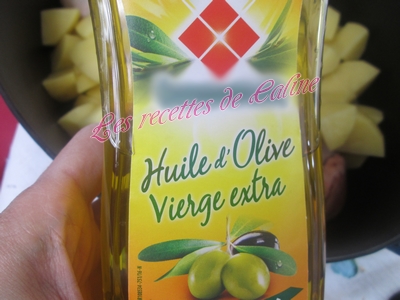 Les recettes de Caline
Huile d'Olive
Vierge extra